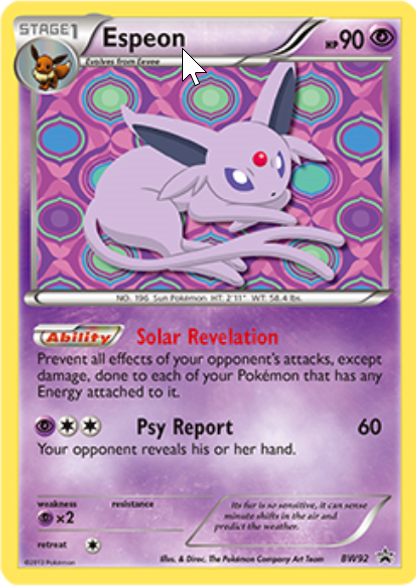 STAGE1 Espeon HP90
Evolves from Eevee
NO. 196 Sun Pokémon HT: 2'11" WT: 58.4 lbs.
Ability Solar Revelation
Prevent all effects of your opponent's attacks, except
damage, done to each of your Pokémon that has any
Energy attached to it.
Psy Report 60
Your opponent reveals his or her hand.
weakness resistance
×2
Its fur is so sensitive, it can sense
minute shifts in the air and
predict the weather.
retreat
©2013 Pokémon Illus. & Direc. The Pokémon Company Art Team BW92